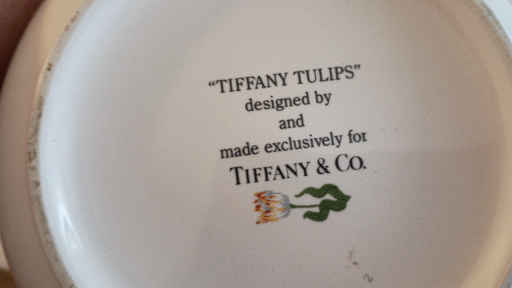 “TIFFANY TULIPS”
designed by
and
made exclusively for
TIFFANY & CO.